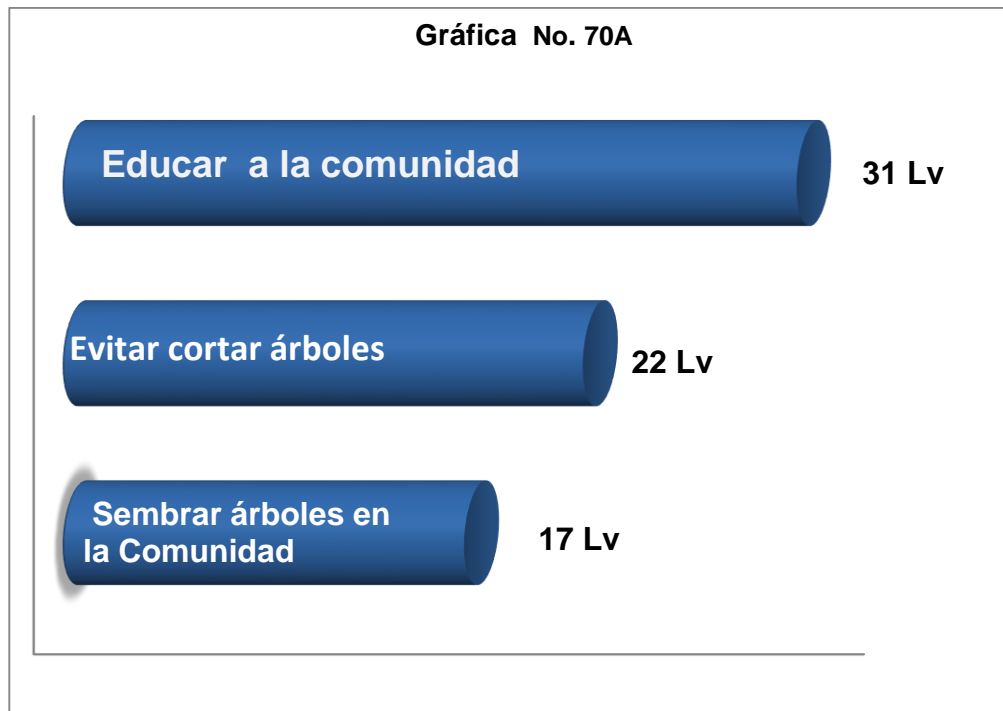 Gráfica No. 70A
Educar a la comunidad
31 Lv
Evitar cortar árboles
22 Lv
Sembrar árboles en
la Comunidad
17 Lv